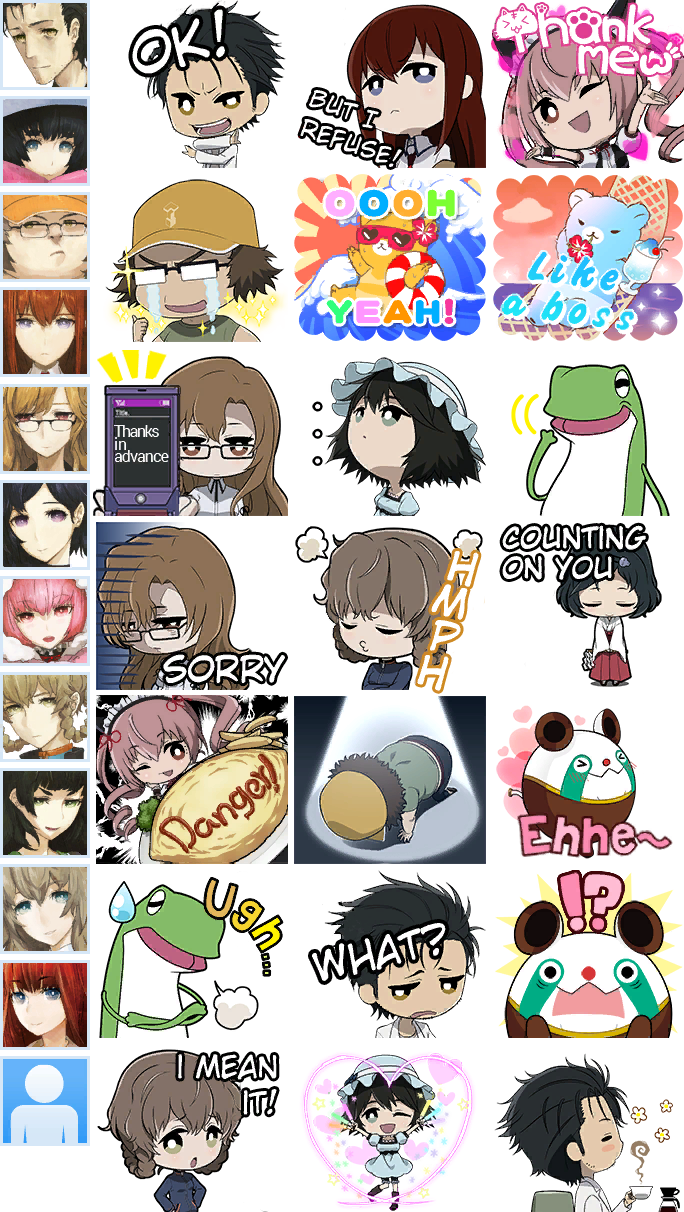 OK!
BUT I
REFUSE!
Thank
mew
OOOH
YEAH!
Like
a boss
Title.
Thanks
in
advance
SORRY
HMPH
COUNTING
ON YOU
Danger!
Enne~
Ugh...
WHAT?
!?
I MEAN
IT!